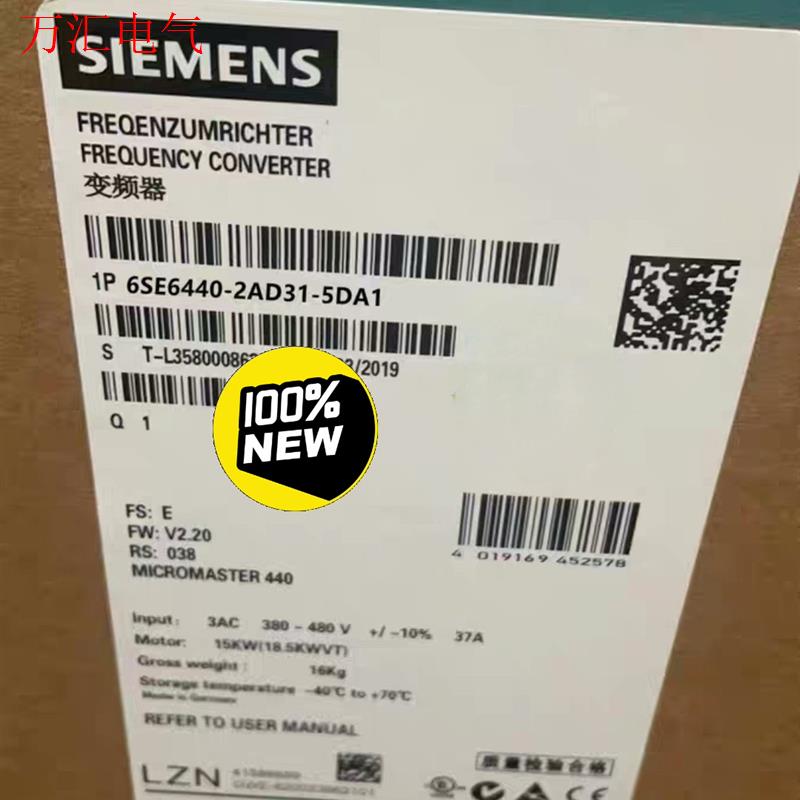 万汇电气
SIEMENS
FREQENZUMRICHTER
FREQUENCY CONVERTER
变频器
1P 6SE6440-2AD31-5DA1
S T-L35800086 /2019
100%
NEW
Q 1
FS: E
FW: V2.20
RS: 038
MICROMASTER 440
4 019169 452578
Input: 3AC 380-480 V +/-10% 37A
Motor: 15KW(18.5KWVT)
Gross weight: 16Kg
Storage temperature -40℃ to +70℃
Made in Germany
REFER TO USER MANUAL
质量检验合格
LZN